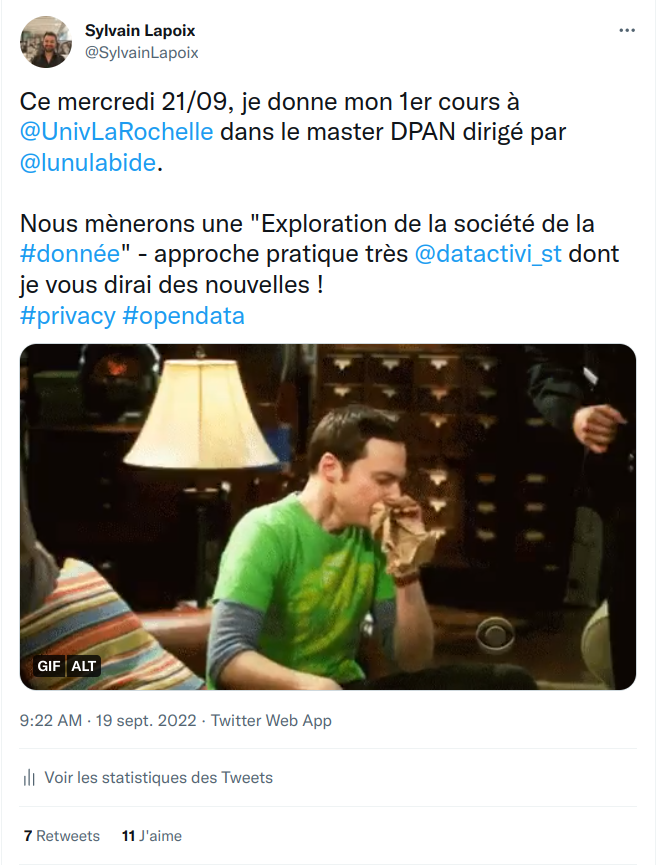 Sylvain Lapoix
@SylvainLapoix
Ce mercredi 21/09, je donne mon 1er cours à
@UnivLaRochelle dans le master DPAN dirigé par
@lunulabide.
Nous mènerons une "Exploration de la société de la
#donnée" - approche pratique très @datactivi_st dont
je vous dirai des nouvelles !
#privacy #opendata
GIF ALT
9:22 AM · 19 sept. 2022 · Twitter Web App
Voir les statistiques des Tweets
7 Retweets 11 J'aime